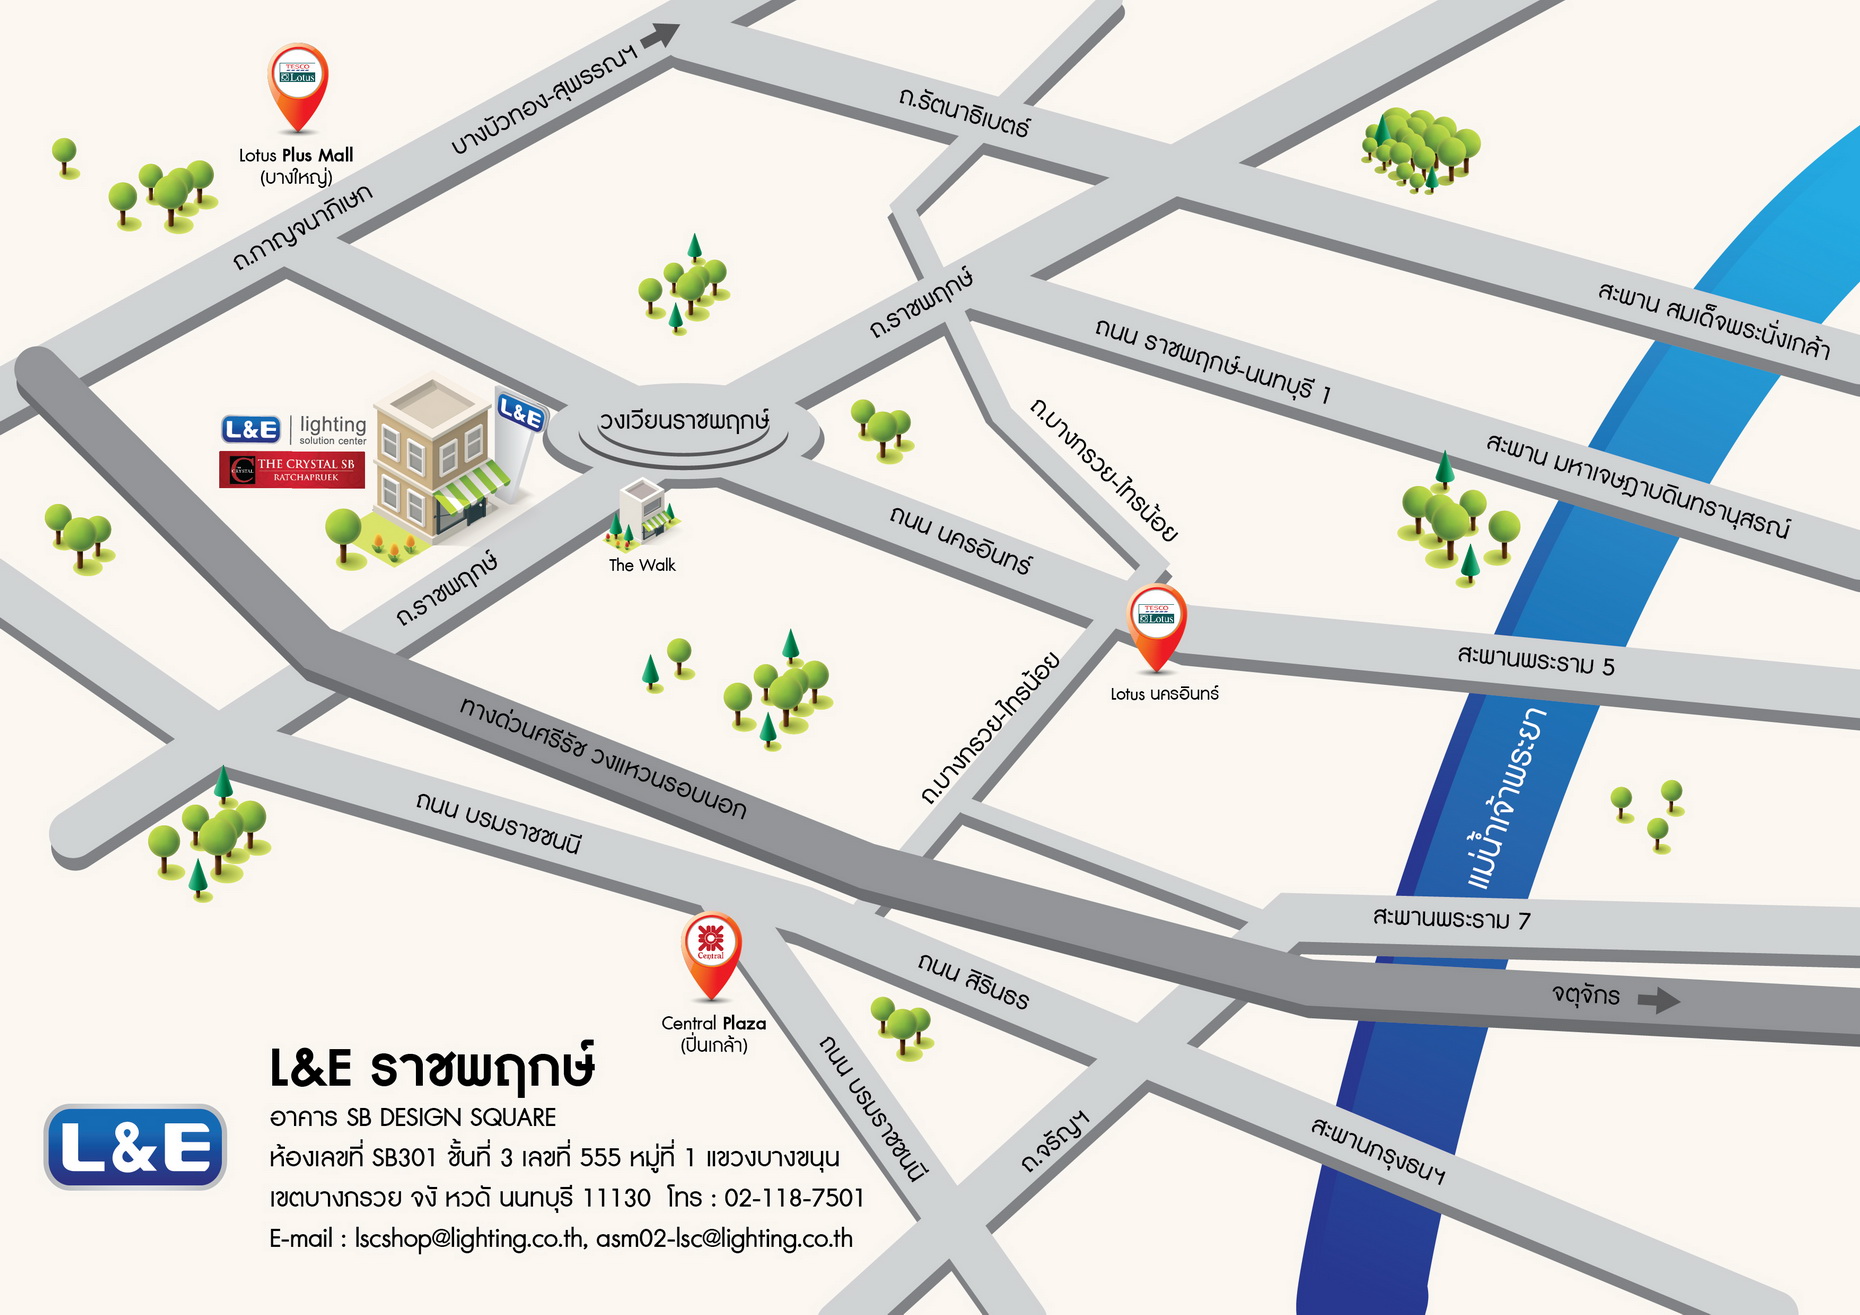 TESCO
Lotus
Lotus Plus Mall
(บางใหญ่)
บางบัวทอง-สุพรรณฯ
ถ.กาญจนาภิเษก
ถ.รัตนาธิเบตร์
สะพาน สมเด็จพระนั่งเกล้า
ถ.ราชพฤกษ์
ถนน ราชพฤกษ์-นนทบุรี 1
สะพาน มหาเจษฎาบดินทรานุสรณ์
วงเวียนราชพฤกษ์
L&E
L&E | lighting
solution center
CRYSTAL
THE CRYSTAL SB
RATCHAPRUEK
ถ.บางกรวย-ไทรน้อย
ถนน นครอินทร์
The Walk
ถ.ราชพฤกษ์
TESCO
Lotus
Lotus นครอินทร์
สะพานพระราม 5
ถ.บางกรวย-ไทรน้อย
ทางด่วนศรีรัช วงแหวนรอบนอก
แม่น้ำเจ้าพระยา
ถนน บรมราชชนนี
สะพานพระราม 7
จตุจักร
Central
Central Plaza
(ปิ่นเกล้า)
ถนน สิรินธร
ถนน บรมราชชนนี
ถ.จรัญฯ
สะพานกรุงธนฯ
L&E
L&E ราชพฤกษ์
อาคาร SB DESIGN SQUARE
ห้องเลขที่ SB301 ชั้นที่ 3 เลขที่ 555 หมู่ที่ 1 แขวงบางขนุน
เขตบางกรวย จงั หวดั นนทบุรี 11130 โทร : 02-118-7501
E-mail : lscshop@lighting.co.th, asm02-lsc@lighting.co.th